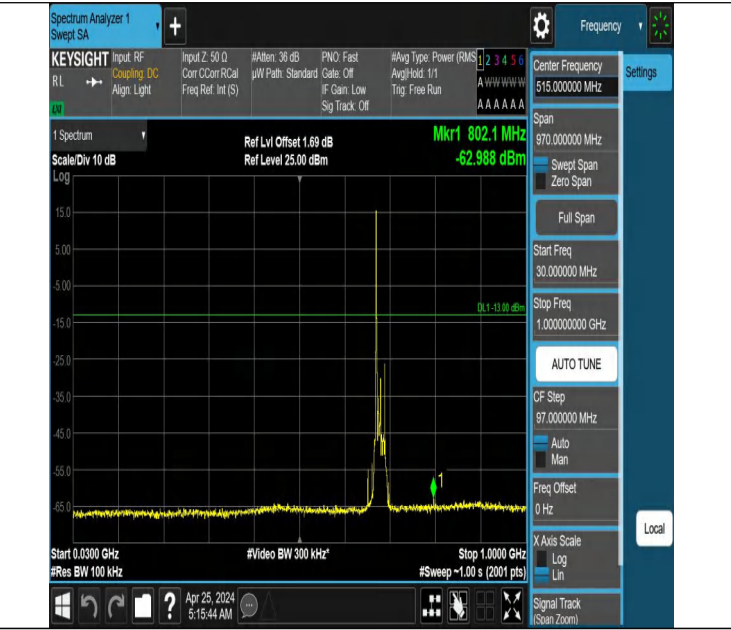 Spectrum Analyzer 1
Swept SA
+
Frequency
KEYSIGHT
RL
Input: RF
Coupling: DC
Align: Light
Input Z: 50 Ω
Corr CCorr RCal
Freq Ref: Int (S)
#Atten: 36 dB
µW Path: Standard
PNO: Fast
Gate: Off
IF Gain: Low
Sig Track: Off
#Avg Type: Power (RMS
Avg|Hold: 1/1
Trig: Free Run
1 2 3 4 5 6
A W W W W W
A A A A A A
1 Spectrum
Scale/Div 10 dB
Log
Ref Lvl Offset 1.69 dB
Ref Level 25.00 dBm
Mkr1 802.1 MHz
-62.988 dBm
15.0
5.00
-5.00
-15.0
-25.0
-35.0
-45.0
-55.0
-65.0
DL1 -13.00 dBm
1
Start 0.0300 GHz
#Res BW 100 kHz
#Video BW 300 kHz*
Stop 1.0000 GHz
#Sweep ~1.00 s (2001 pts)
Center Frequency
515.000000 MHz
Span
970.000000 MHz
Swept Span
Zero Span
Full Span
Start Freq
30.000000 MHz
Stop Freq
1.000000000 GHz
AUTO TUNE
CF Step
97.000000 MHz
Auto
Man
Freq Offset
0 Hz
X Axis Scale
Log
Lin
Signal Track
(Span Zoom)
Settings
Local
?
Apr 25, 2024
5:15:44 AM